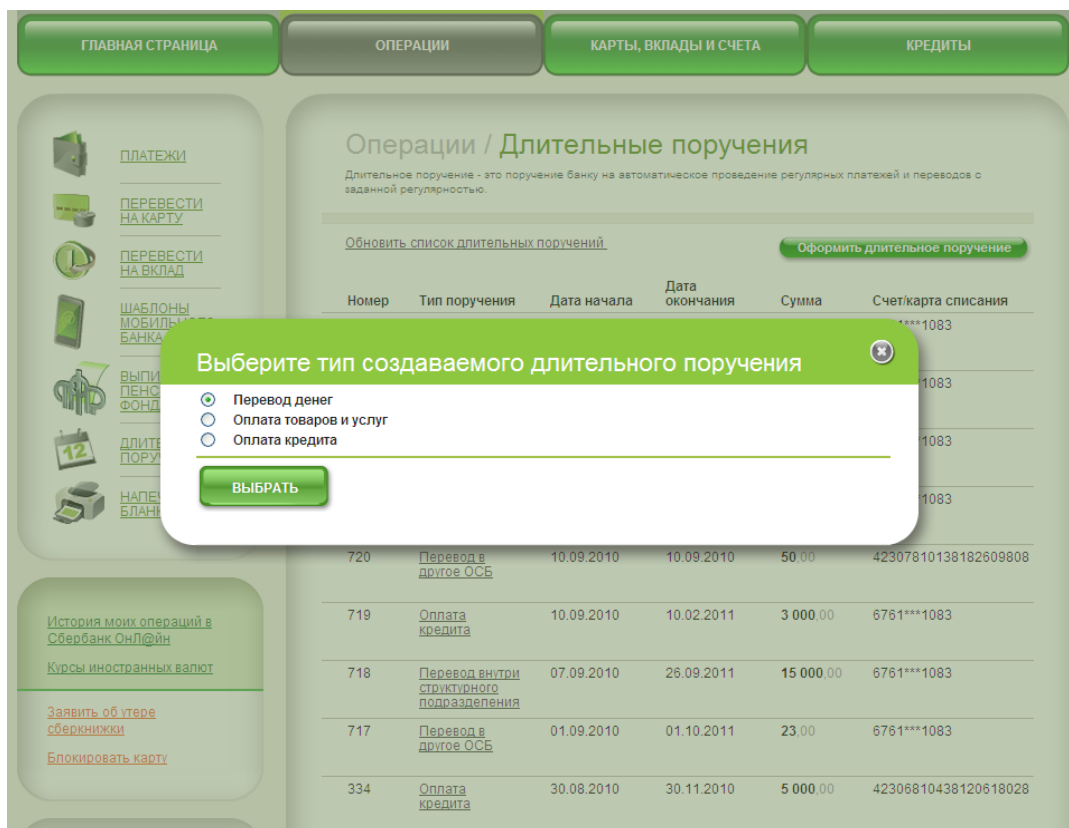 ГЛАВНАЯ СТРАНИЦА
ОПЕРАЦИИ
КАРТЫ, ВКЛАДЫ И СЧЕТА
КРЕДИТЫ
ПЛАТЕЖИ
ПЕРЕВЕСТИ
НА КАРТУ
ПЕРЕВЕСТИ
НА ВКЛАД
ШАБЛОНЫ
БАНКА
12
История моих операций в
Сбербанк ОнЛ@йн
Курсы иностранных валют
Заявить об утере
сберкнижки
Блокировать карту
Операции / Длительные поручения
Длительное поручение - это поручение банку на автоматическое проведение регулярных платежей и переводов с
заданной регулярностью.
Обновить список длительных поручений
Оформить длительное поручение
Номер Тип поручения Дата начала Дата окончания Сумма Счет/карта списания
***1083
Выберите тип создаваемого длительного поручения
Перевод денег
Оплата товаров и услуг
Оплата кредита
ВЫБРАТЬ
1083
1083
1083
720 Перевод в 10.09.2010 10.09.2010 50,00 42307810138182609808
другое ОСБ
719 Оплата 10.09.2010 10.02.2011 3 000,00 6761***1083
кредита
718 Перевод внутри 07.09.2010 26.09.2011 15 000,00 6761***1083
структурного
подразделения
717 Перевод в 01.09.2010 01.10.2011 23,00 6761***1083
другое ОСБ
334 Оплата 30.08.2010 30.11.2010 5 000,00 42306810438120618028
кредита